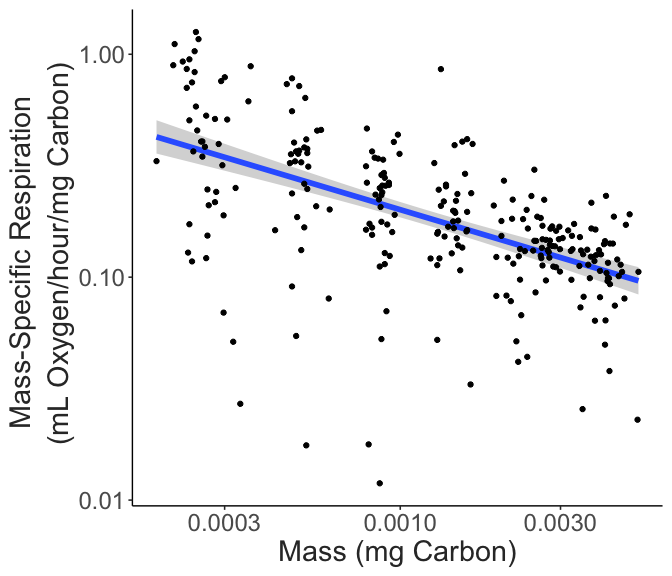 Mass-Specific Respiration
(mL Oxygen/hour/mg Carbon)
1.00
0.10
0.01
0.0003
0.0010
0.0030
Mass (mg Carbon)